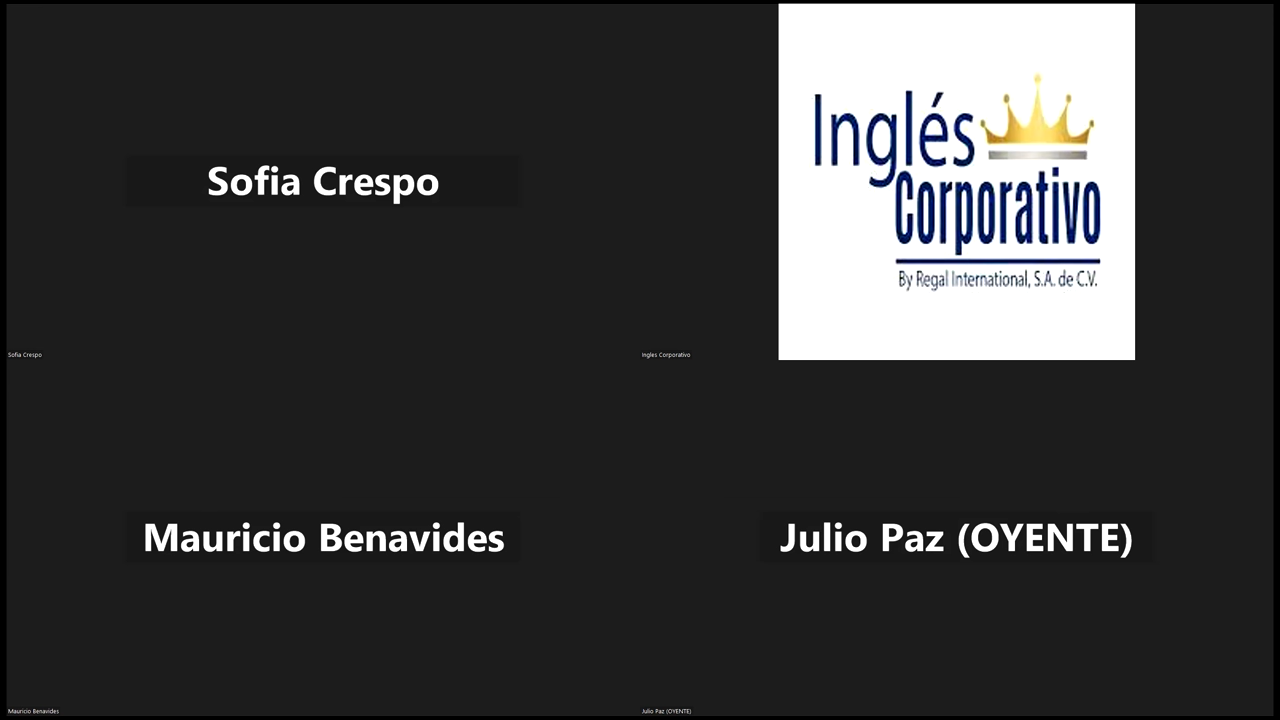 Sofia Crespo
Inglés
Corporativo
By Regal International, S.A. de C.V.
Sofia Crespo
Ingles Corporativo
Mauricio Benavides
Julio Paz (OYENTE)
Mauricio Benavides
Julio Paz (OYENTE)